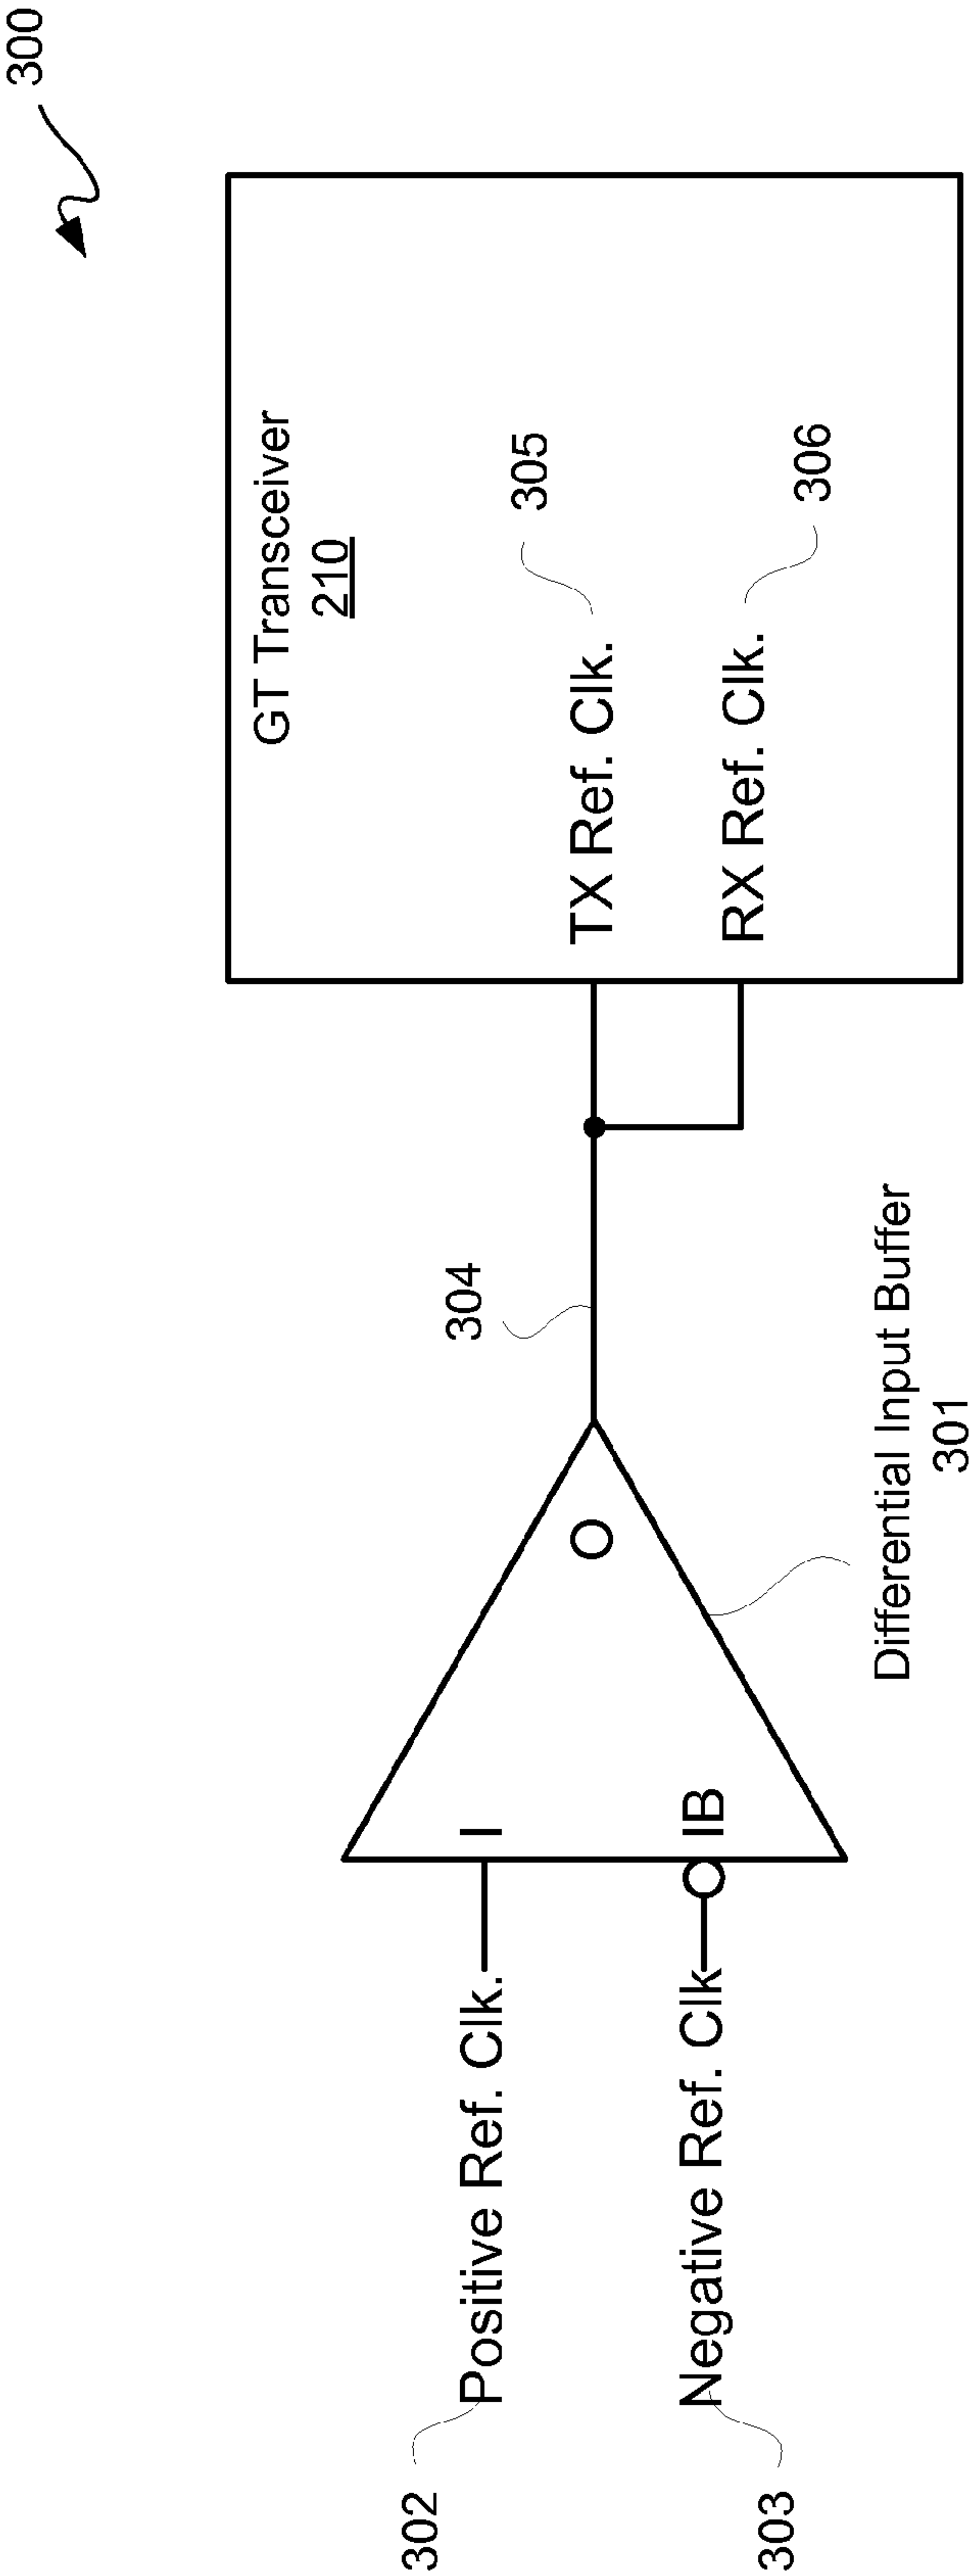 300
GT Transceiver
210
305
TX Ref. Clk.
306
RX Ref. Clk.
304
302
Positive Ref. Clk.
I
O
303
Negative Ref. Clk
IB
Differential Input Buffer
301